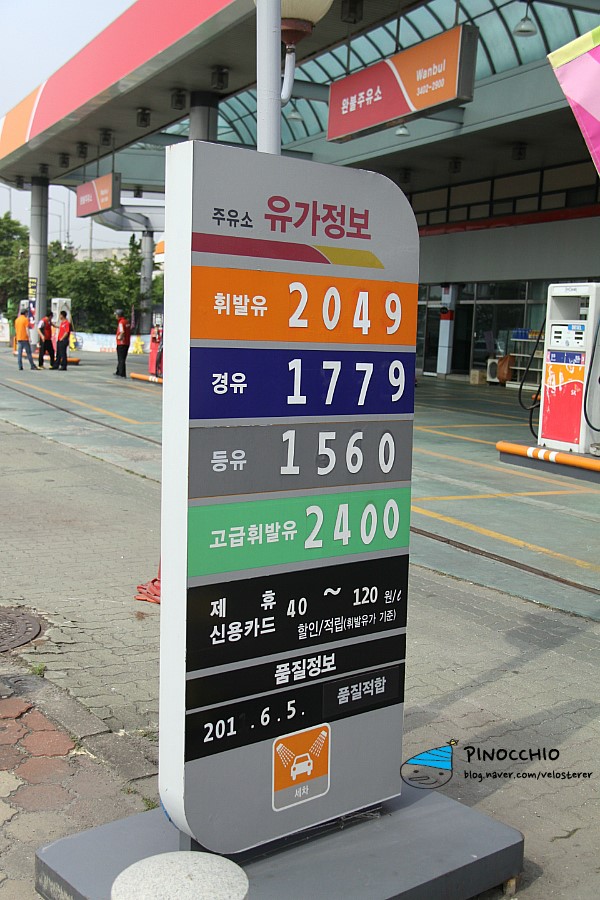 완불주유소
Wanbul
3402-2900
주유소 유가정보
휘발유 2049
경유 1779
등유 1560
고급휘발유 2400
제 휴
신용카드 40 ~ 120 원/ℓ
할인/적립(휘발유가 기준)
품질정보
201 .6.5. 품질적합
세차
PINOCCHIO
blog.naver.com/velosterer